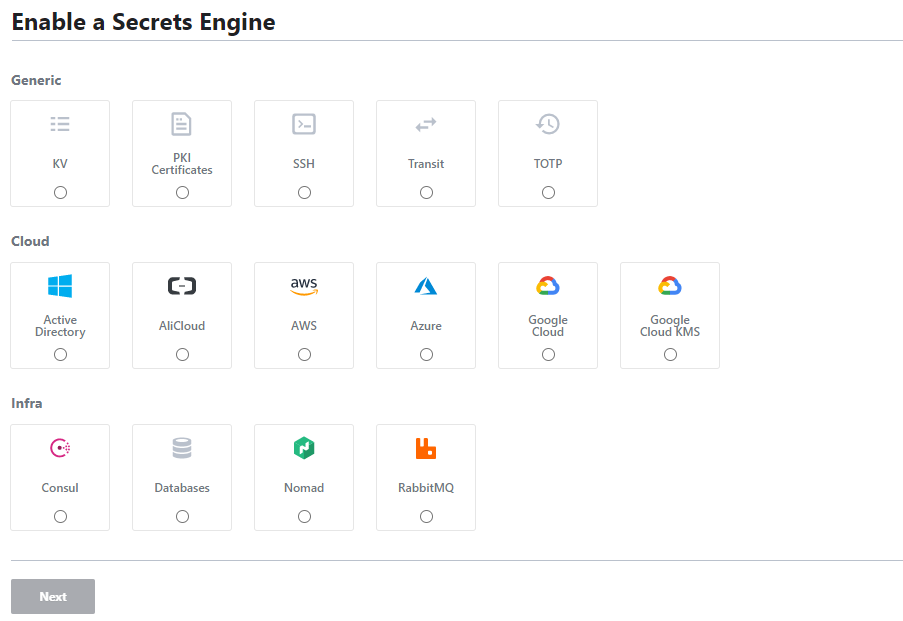 Enable a Secrets Engine
Generic
KV
PKI
Certificates
SSH
Transit
TOTP
Cloud
Active
Directory
AliCloud
aws
AWS
Azure
Google
Cloud
Google
Cloud KMS
Infra
Consul
Databases
Nomad
RabbitMQ
Next